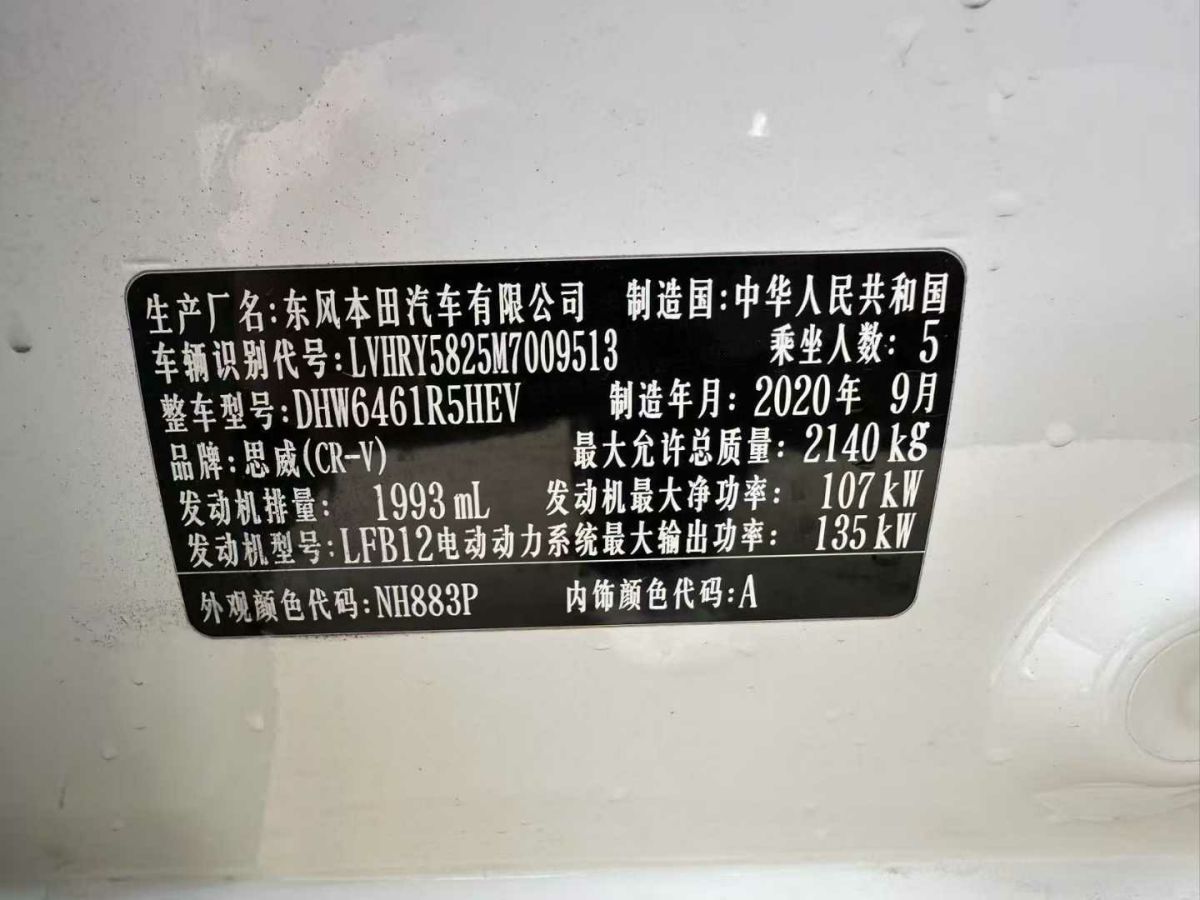 生产厂名:东风本田汽车有限公司 制造国:中华人民共和国
车辆识别代号:LVHRY5825M7009513 乘坐人数: 5
整车型号:DHW6461R5HEV 制造年月: 2020年 9月
品牌:思威(CR-V) 最大允许总质量: 2140 kg
发动机排量: 1993 mL 发动机最大净功率: 107 kW
发动机型号:LFB12电动动力系统最大输出功率: 135 kW
外观颜色代码:NH883P 内饰颜色代码:A